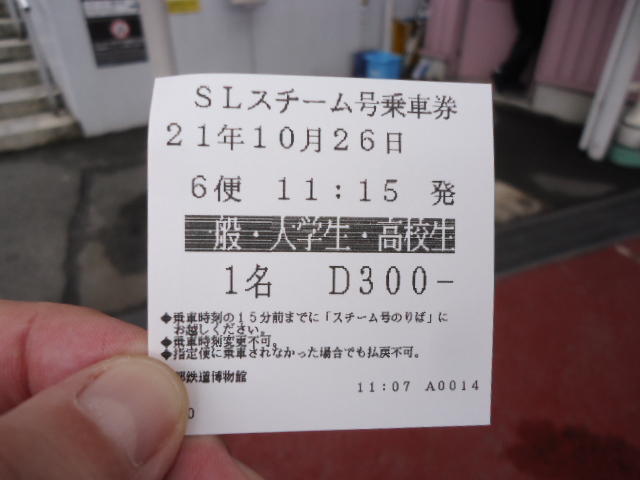 SLスチーム号乗車券
21年10月26日
6便 11:15 発
一般・大学生・高校生
1名 D300-
◆乗車時刻の15分前までに「スチーム号のりば」に
お越しください。
◆乗車時刻変更不可。
◆指定便に乗車されなかった場合でも払戻不可。
都鉄道博物館
11:07 A0014
0